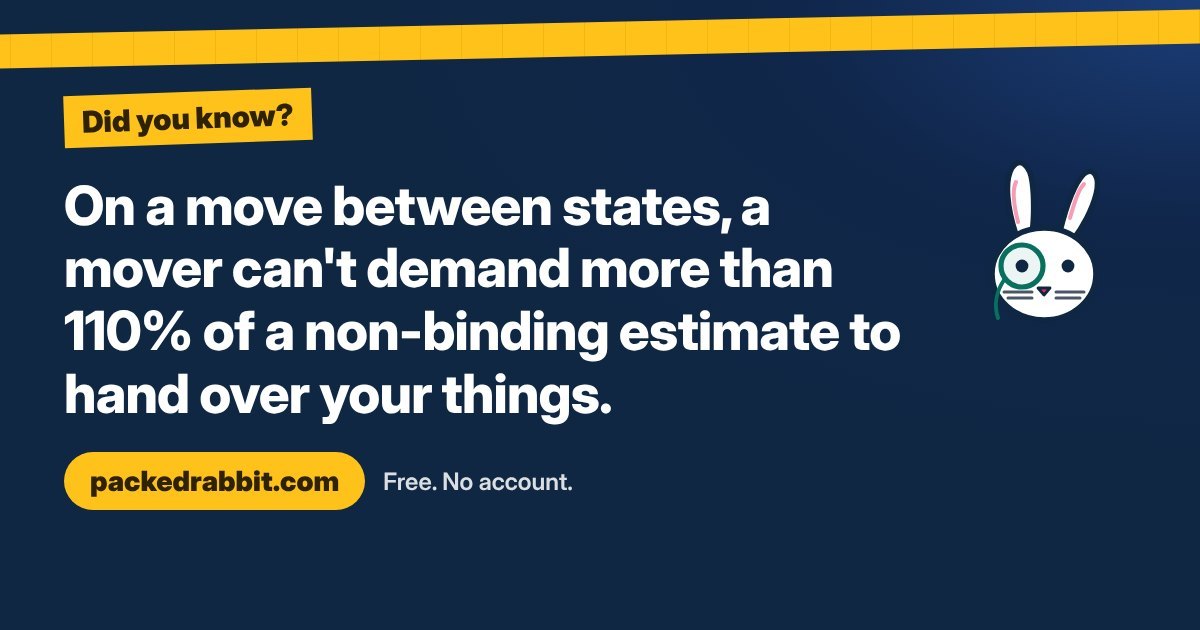 Did you know?
On a move between states, a
mover can't demand more than
110% of a non-binding estimate to
hand over your things.
packedrabbit.com
Free. No account.